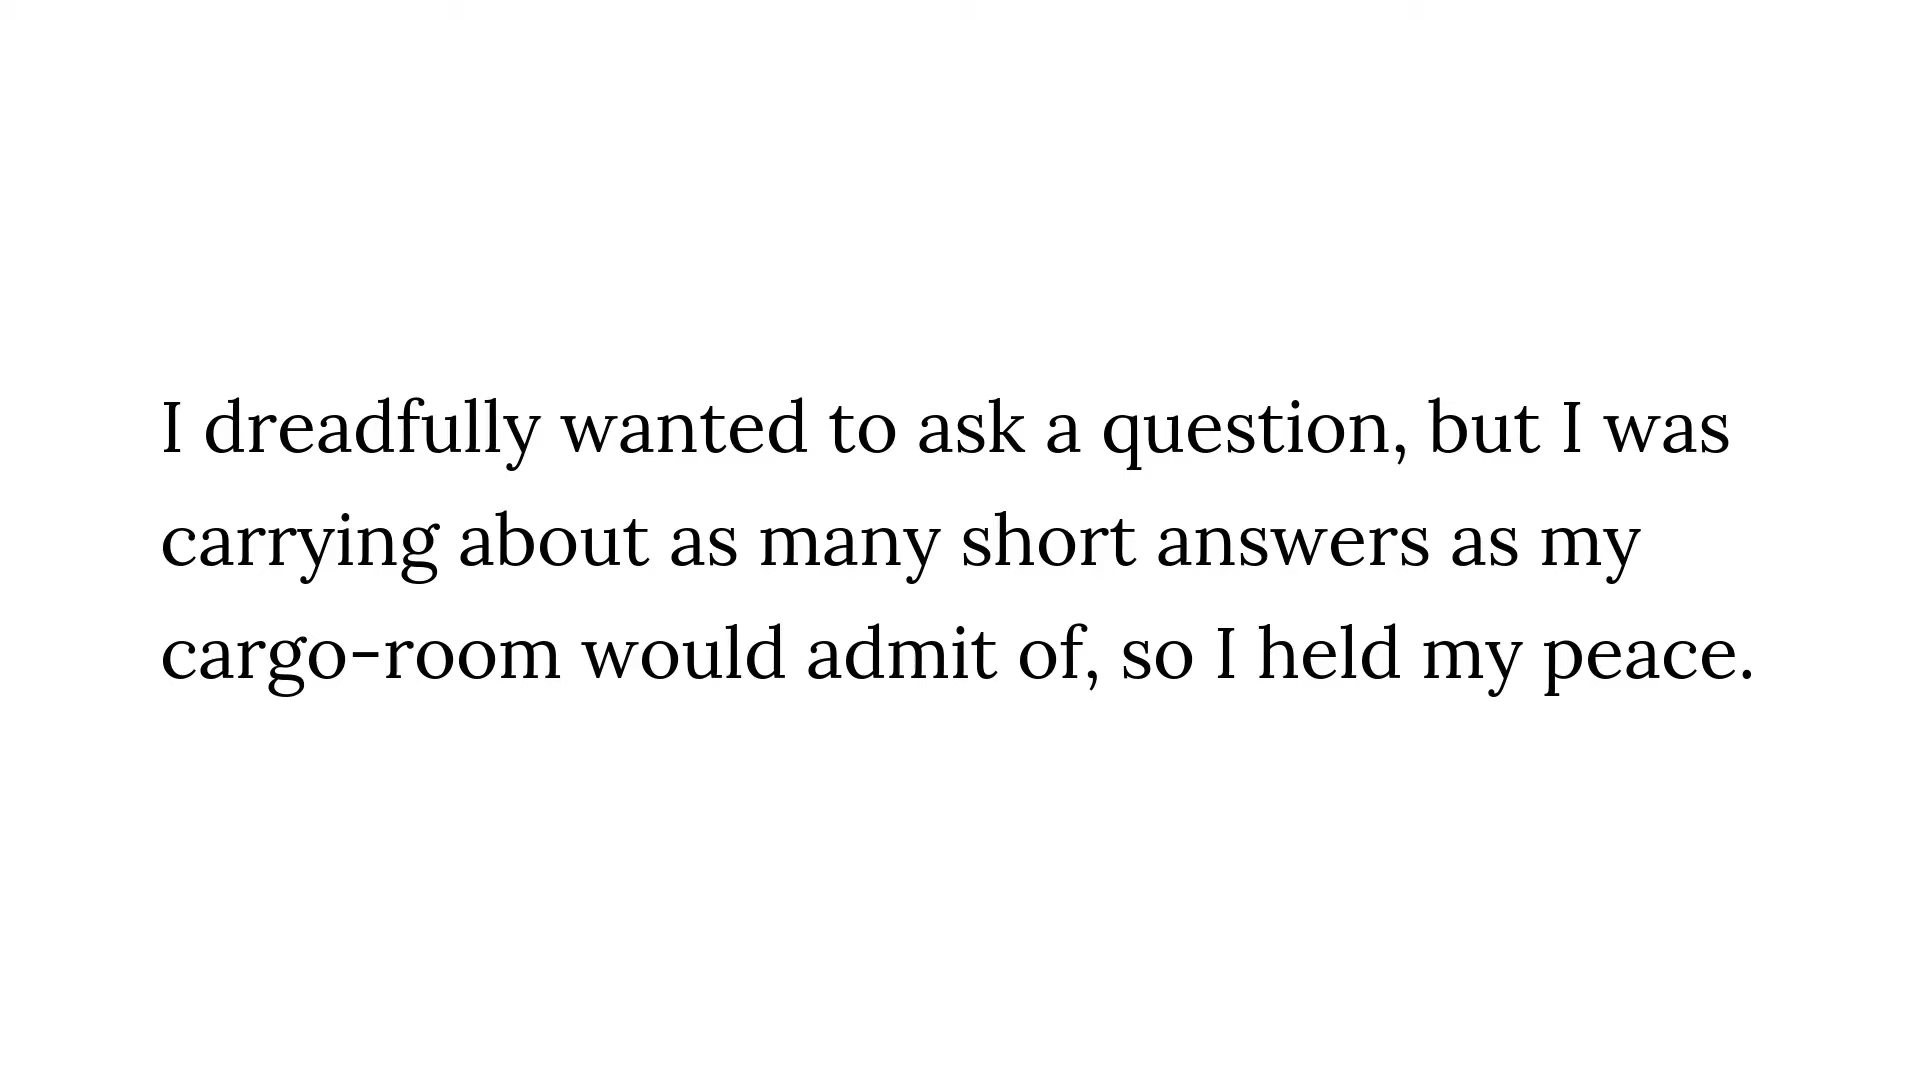 I dreadfully wanted to ask a question, but I was
carrying about as many short answers as my
cargo-room would admit of, so I held my peace.